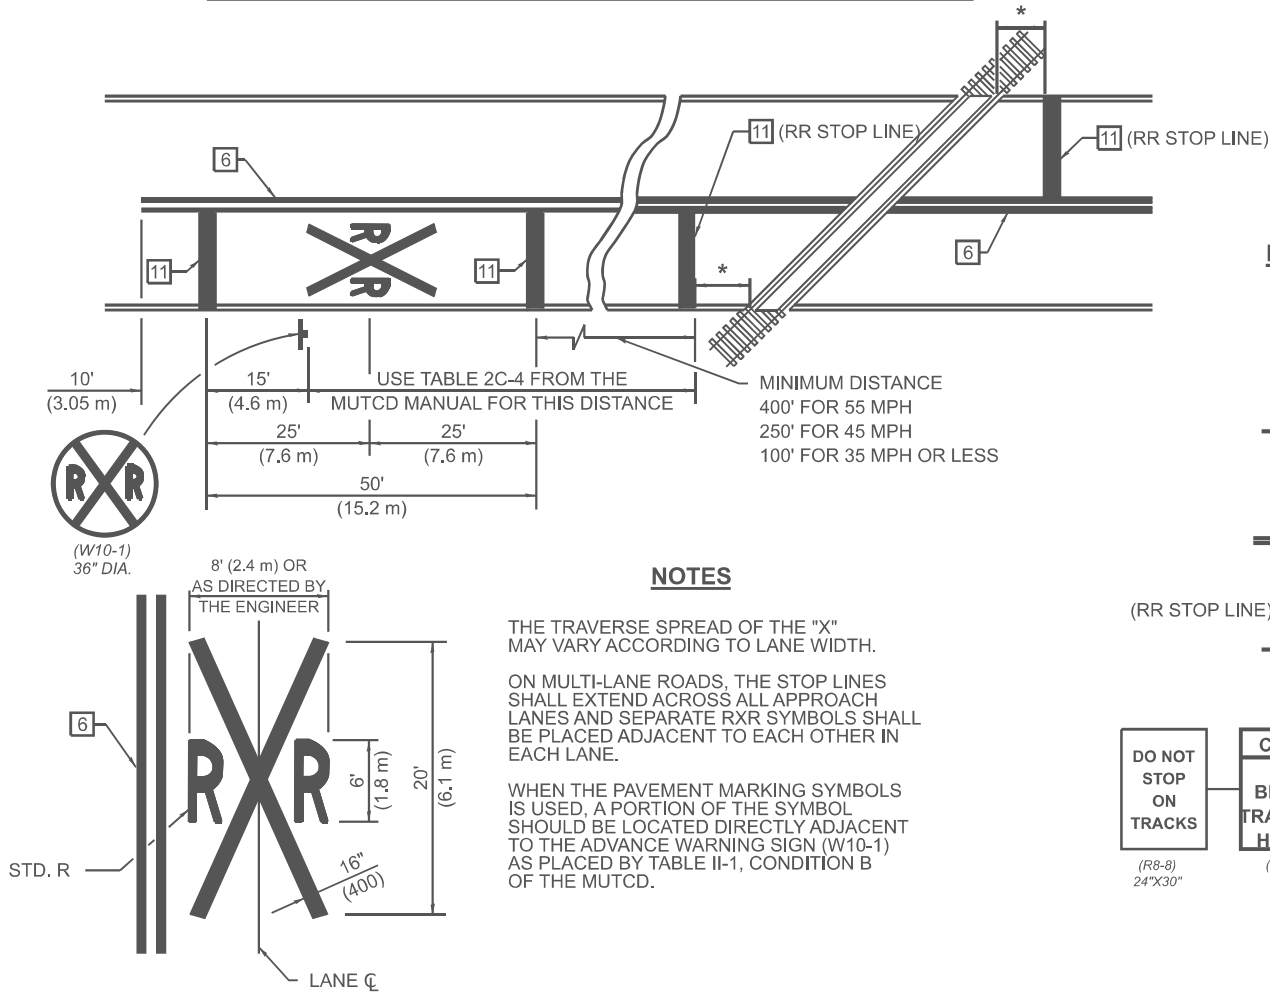 *
11 (RR STOP LINE)
11 (RR STOP LINE)
6
6
11
R
R
11
*
10'
(3.05 m)
15'
(4.6 m)
USE TABLE 2C-4 FROM THE
MUTCD MANUAL FOR THIS DISTANCE
25'
(7.6 m)
25'
(7.6 m)
50'
(15.2 m)
MINIMUM DISTANCE
400' FOR 55 MPH
250' FOR 45 MPH
100' FOR 35 MPH OR LESS
R X R
(W10-1)
36" DIA.
8' (2.4 m) OR
AS DIRECTED BY
THE ENGINEER
6
R X R
6'
(1.8 m)
20'
(6.1 m)
16"
(400)
STD. R
LANE ℄
NOTES
THE TRAVERSE SPREAD OF THE "X"
MAY VARY ACCORDING TO LANE WIDTH.
ON MULTI-LANE ROADS, THE STOP LINES
SHALL EXTEND ACROSS ALL APPROACH
LANES AND SEPARATE RXR SYMBOLS SHALL
BE PLACED ADJACENT TO EACH OTHER IN
EACH LANE.
WHEN THE PAVEMENT MARKING SYMBOLS
IS USED, A PORTION OF THE SYMBOL
SHOULD BE LOCATED DIRECTLY ADJACENT
TO THE ADVANCE WARNING SIGN (W10-1)
AS PLACED BY TABLE II-1, CONDITION B
OF THE MUTCD.
(RR STOP LINE)
DO NOT
STOP
ON
TRACKS
(R8-8)
24"X30"